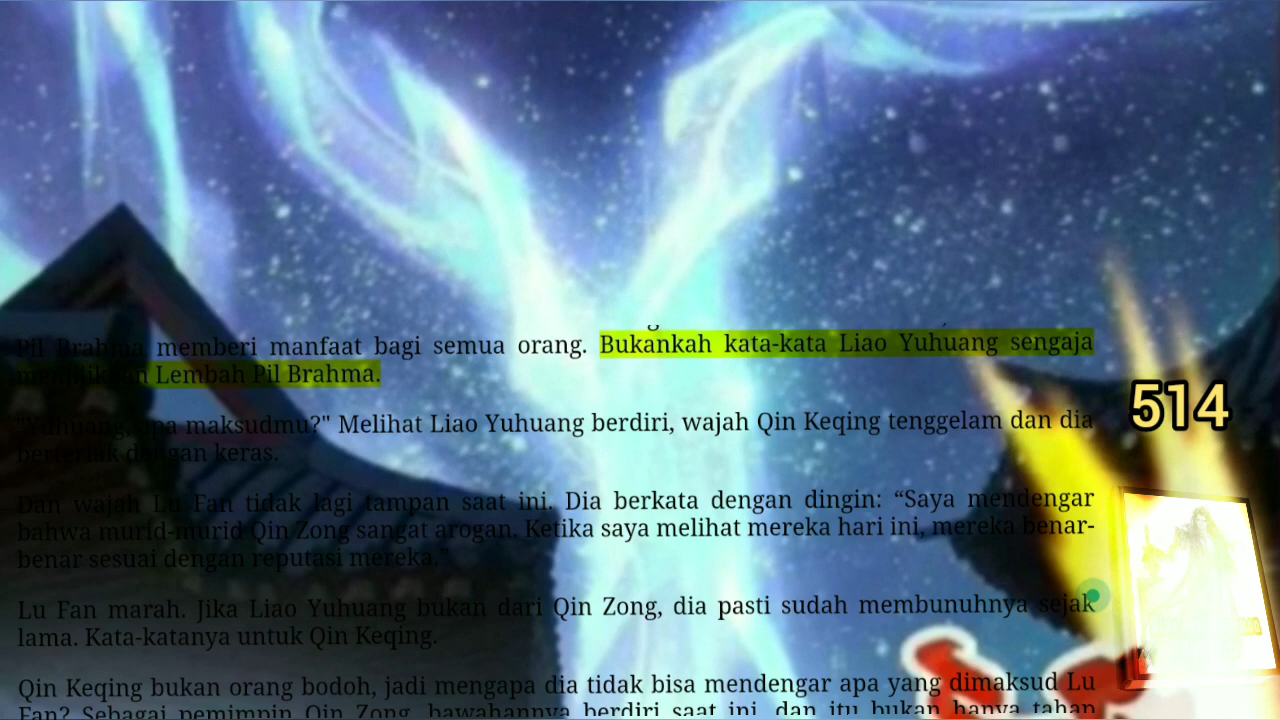 Pil Brahma memberi manfaat bagi semua orang. Bukankah kata-kata Liao Yuhuang sengaja
Lembah Pil Brahma.
"Yuhuang, apa maksudmu?" Melihat Liao Yuhuang berdiri, wajah Qin Keqing tenggelam dan dia
berteriak dengan keras.
514
Dan wajah Lu Fan tidak lagi tampan saat ini. Dia berkata dengan dingin: “Saya mendengar
bahwa murid-murid Qin Zong sangat arogan. Ketika saya melihat mereka hari ini, mereka benar-
benar sesuai dengan reputasi mereka.”
Lu Fan marah. Jika Liao Yuhuang bukan dari Qin Zong, dia pasti sudah membunuhnya sejak
lama. Kata-katanya untuk Qin Keqing.
Qin Keqing bukan orang bodoh, jadi mengapa dia tidak bisa mendengar apa yang dimaksud Lu
Fan? Sebagai pemimpin Qin Zong, bawahannya berdiri saat ini, dan itu bukan hanya tahan